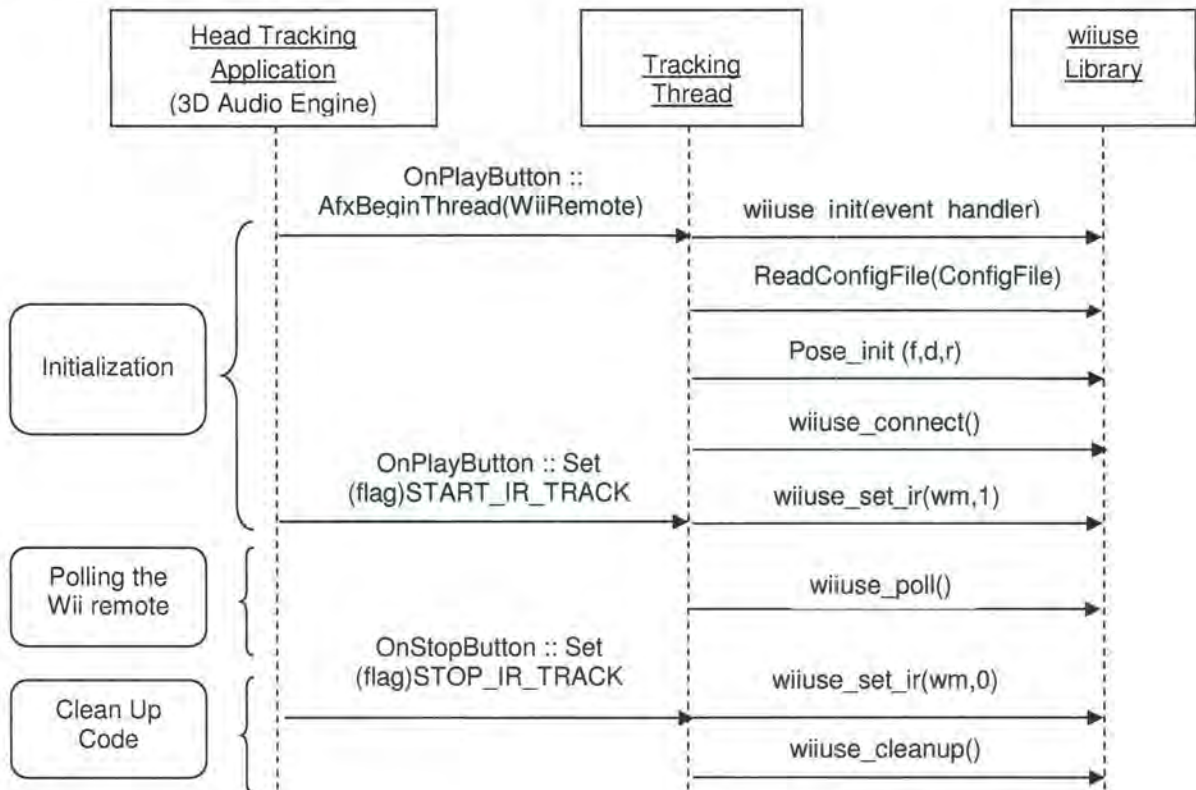 Head Tracking
Application
(3D Audio Engine)
Tracking
Thread
wiiuse
Library
OnPlayButton ::
AfxBeginThread(WiiRemote)
wiiuse_init(event_handler)
ReadConfigFile(ConfigFile)
Initialization
Pose_init (f,d,r)
wiiuse_connect()
OnPlayButton :: Set
(flag)START_IR_TRACK
wiiuse_set_ir(wm,1)
Polling the
Wii remote
wiiuse_poll()
OnStopButton :: Set
(flag)STOP_IR_TRACK
wiiuse_set_ir(wm,0)
Clean Up
Code
wiiuse_cleanup()